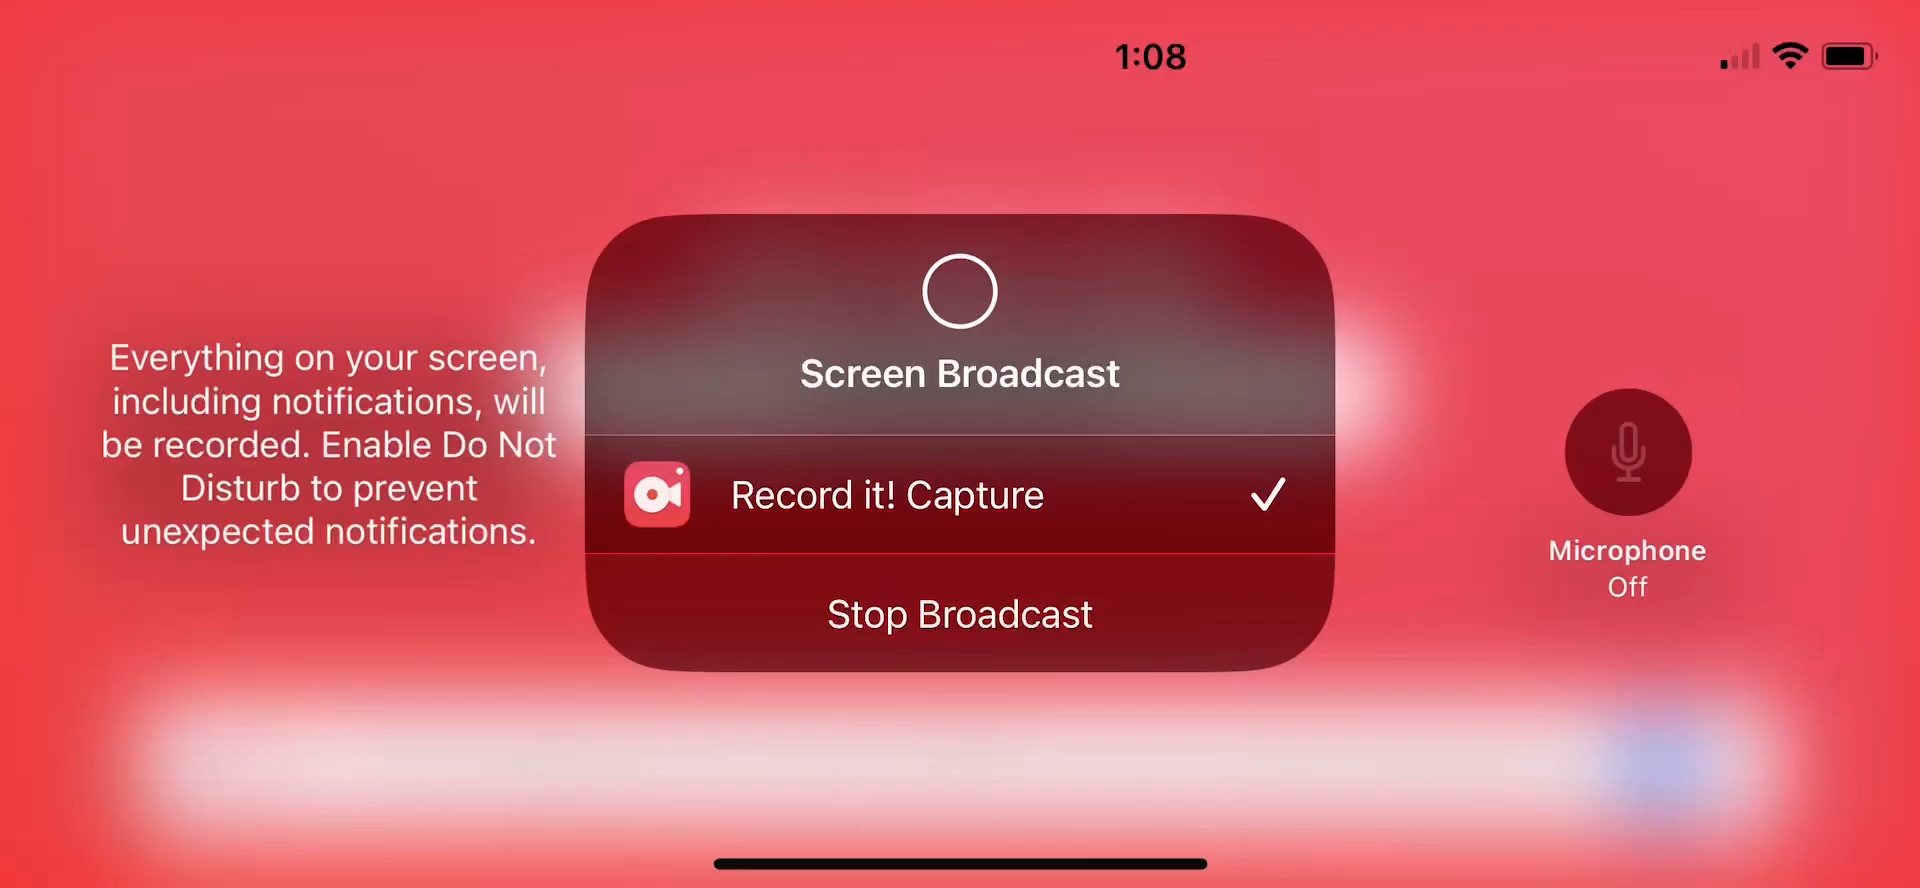 1:08
Everything on your screen,
including notifications, will
be recorded. Enable Do Not
Disturb to prevent
unexpected notifications.
Screen Broadcast
Record it! Capture
Stop Broadcast
Microphone
Off